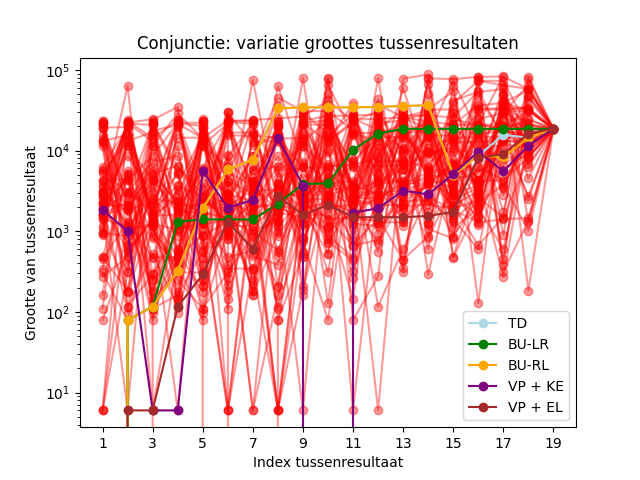 Conjunctie: variatie groottes tussenresultaten
Grootte van tussenresultaat
10^5
10^4
10^3
10^2
10^1
1 3 5 7 9 11 13 15 17 19
Index tussenresultaat
TD
BU-LR
BU-RL
VP + KE
VP + EL